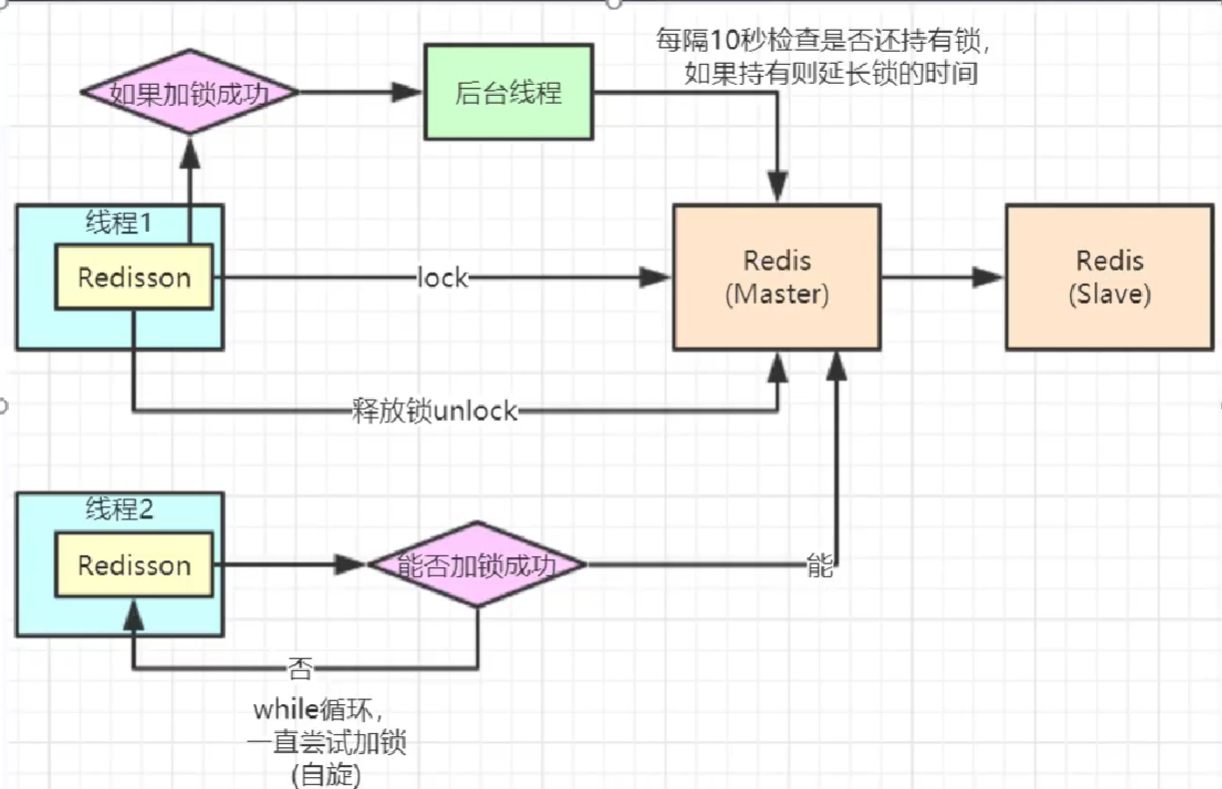 每隔10秒检查是否还持有锁，
如果持有则延长锁的时间
如果加锁成功
后台线程
线程1
Redisson
lock
Redis
(Master)
Redis
(Slave)
释放锁unlock
线程2
Redisson
能否加锁成功
能
否
while循环，
一直尝试加锁
(自旋)